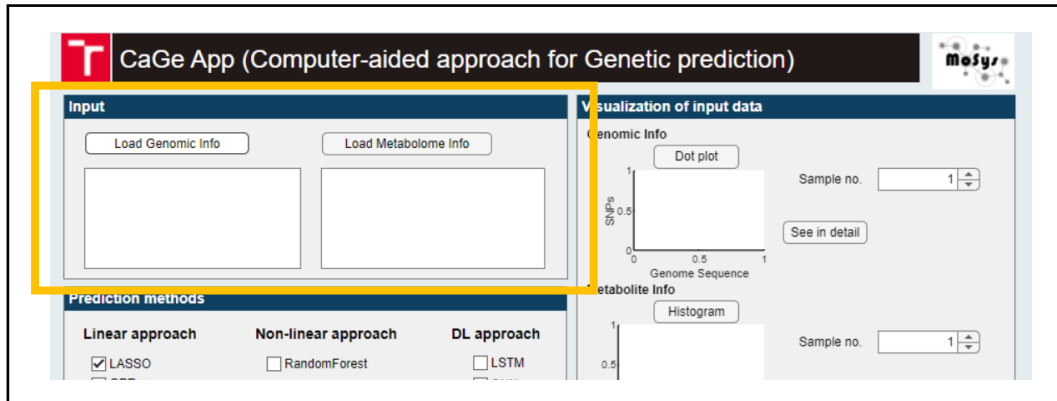 CaGe App (Computer-aided approach for Genetic prediction)
MoSys
Input
Load Genomic Info
Load Metabolome Info
Visualization of input data
Genomic Info
Dot plot
Sample no.
1
See in detail
1
0.5
0
SNPs
0
0.5
1
Genome Sequence
Metabolite Info
Histogram
Sample no.
1
1
0.5
Prediction methods
Linear approach
Non-linear approach
DL approach
LASSO
RandomForest
LSTM